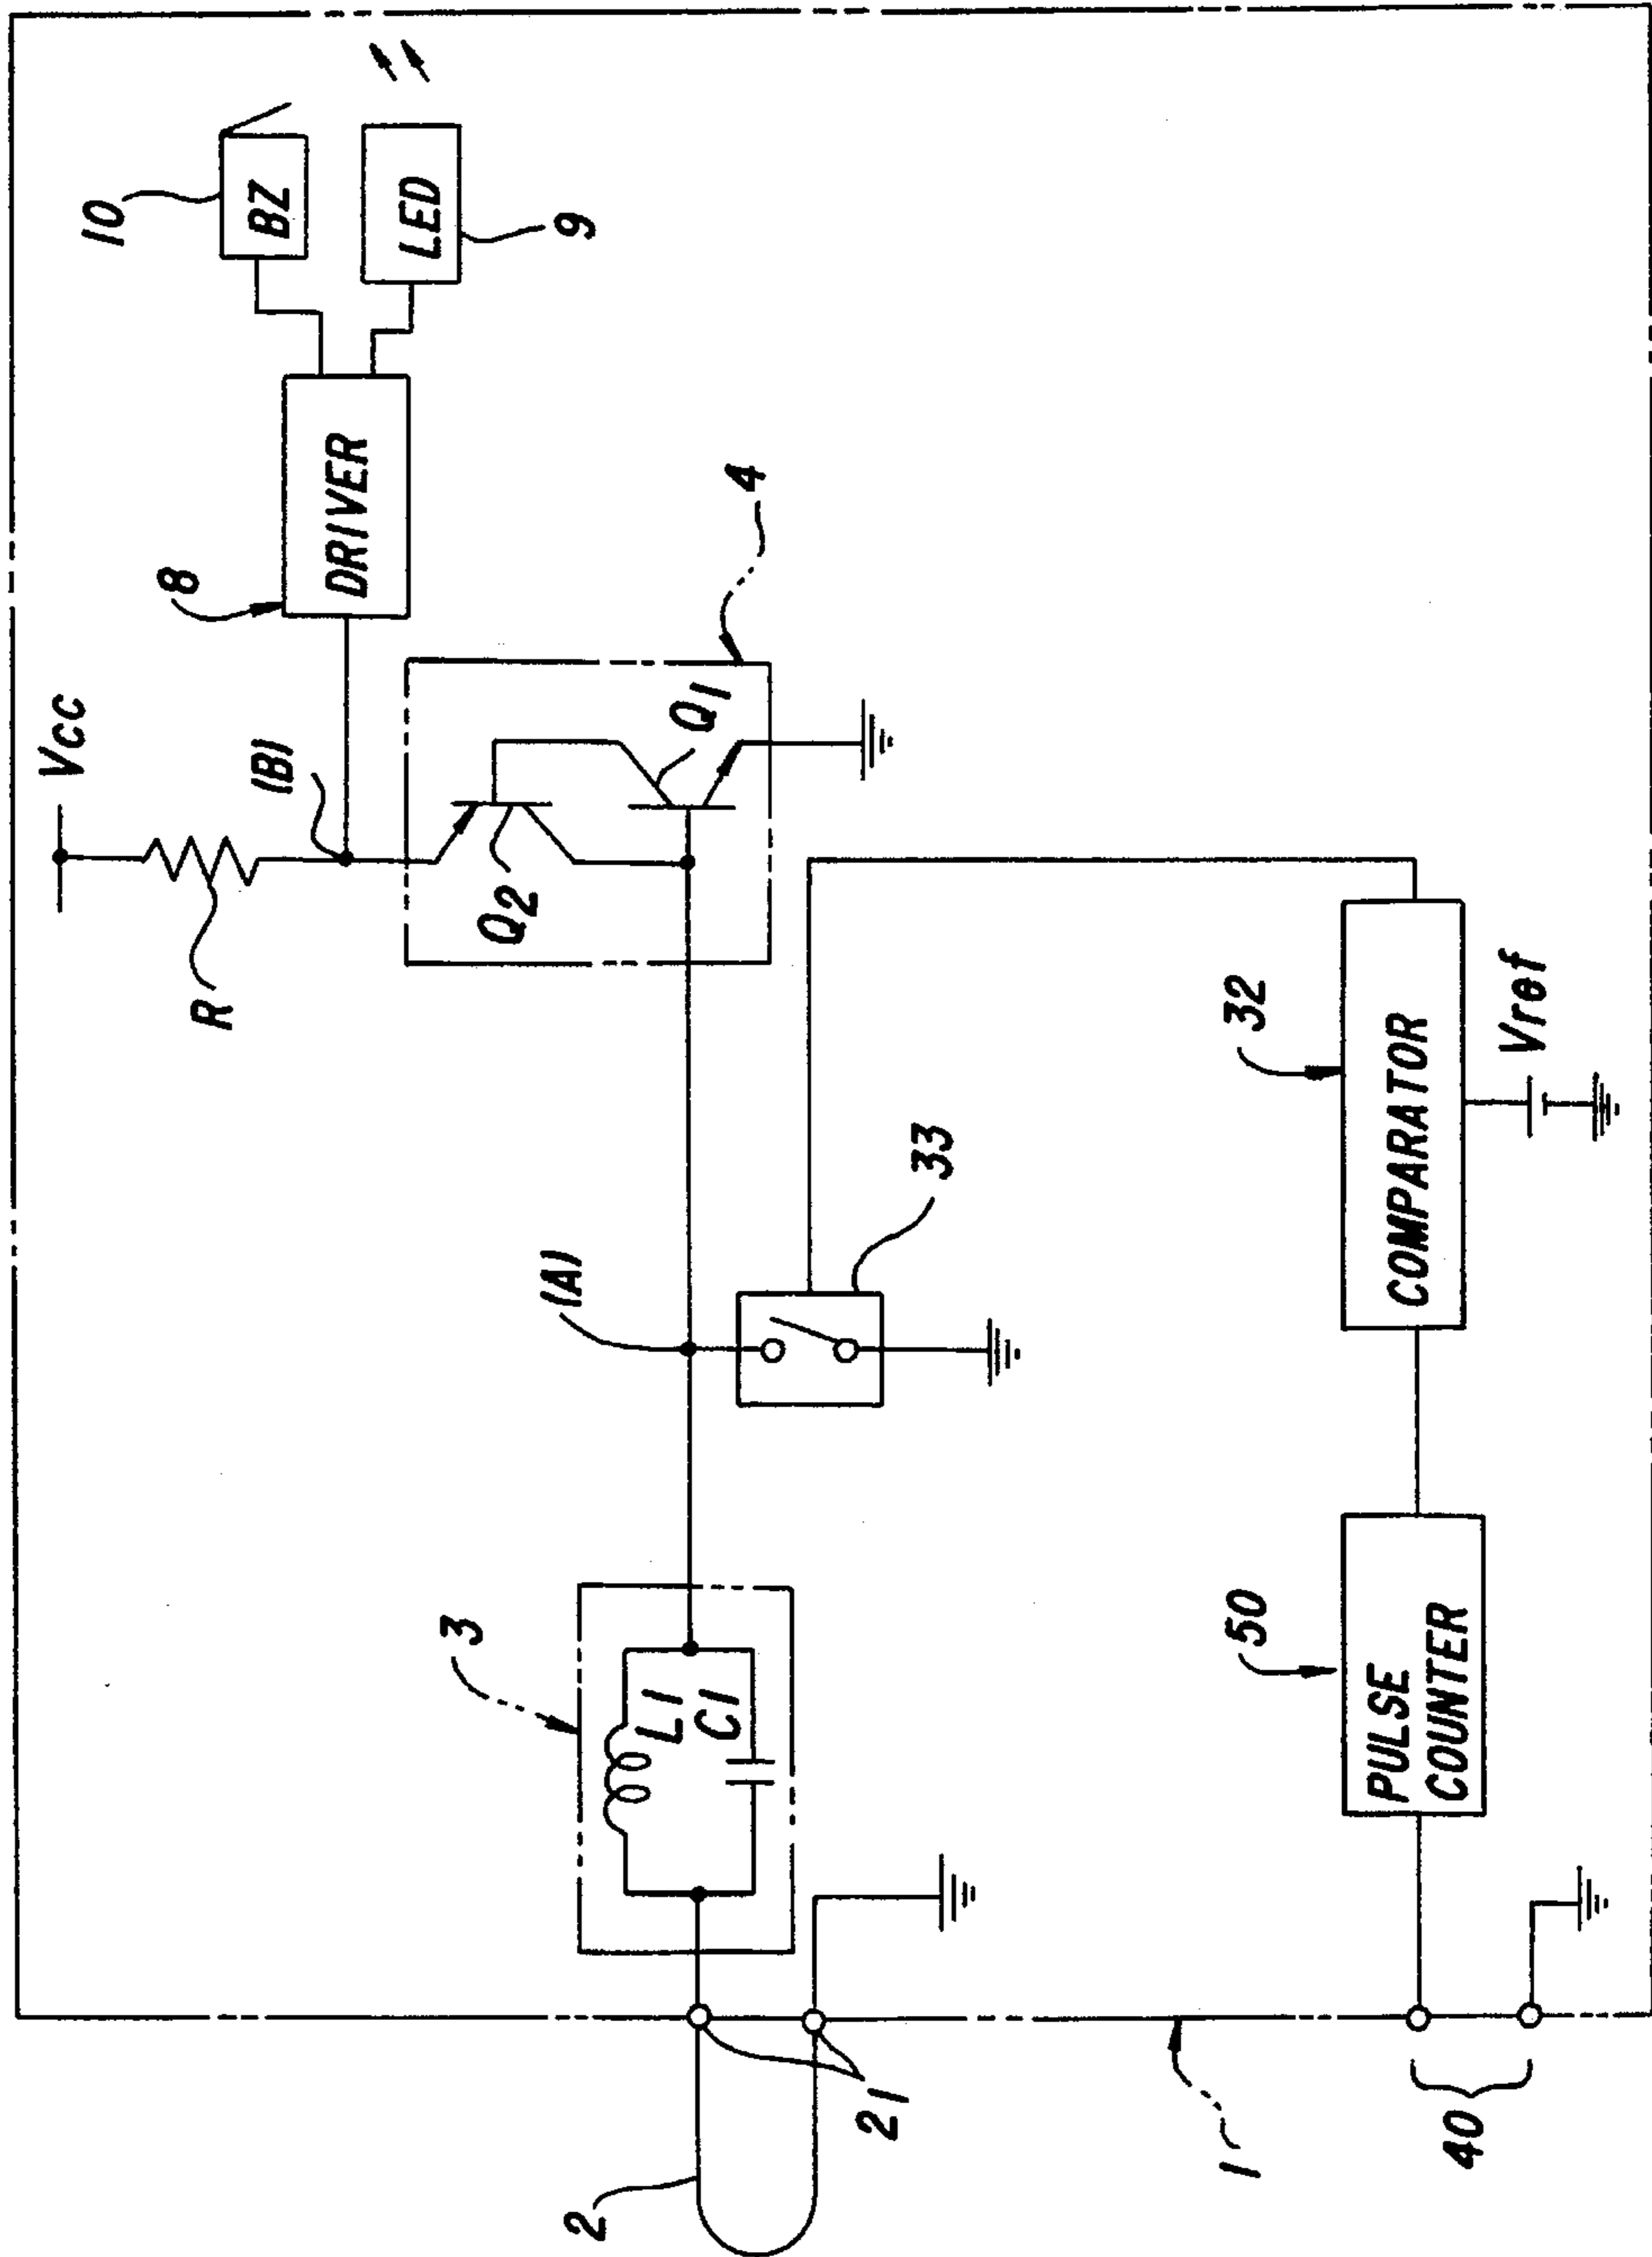 Vcc
10
BZ
R
(B)
8
DRIVER
LED
9
Q2
Q1
4
3
L1
C1
(A)
33
2
21
1
50
PULSE
COUNTER
32
COMPARATOR
Vref
40